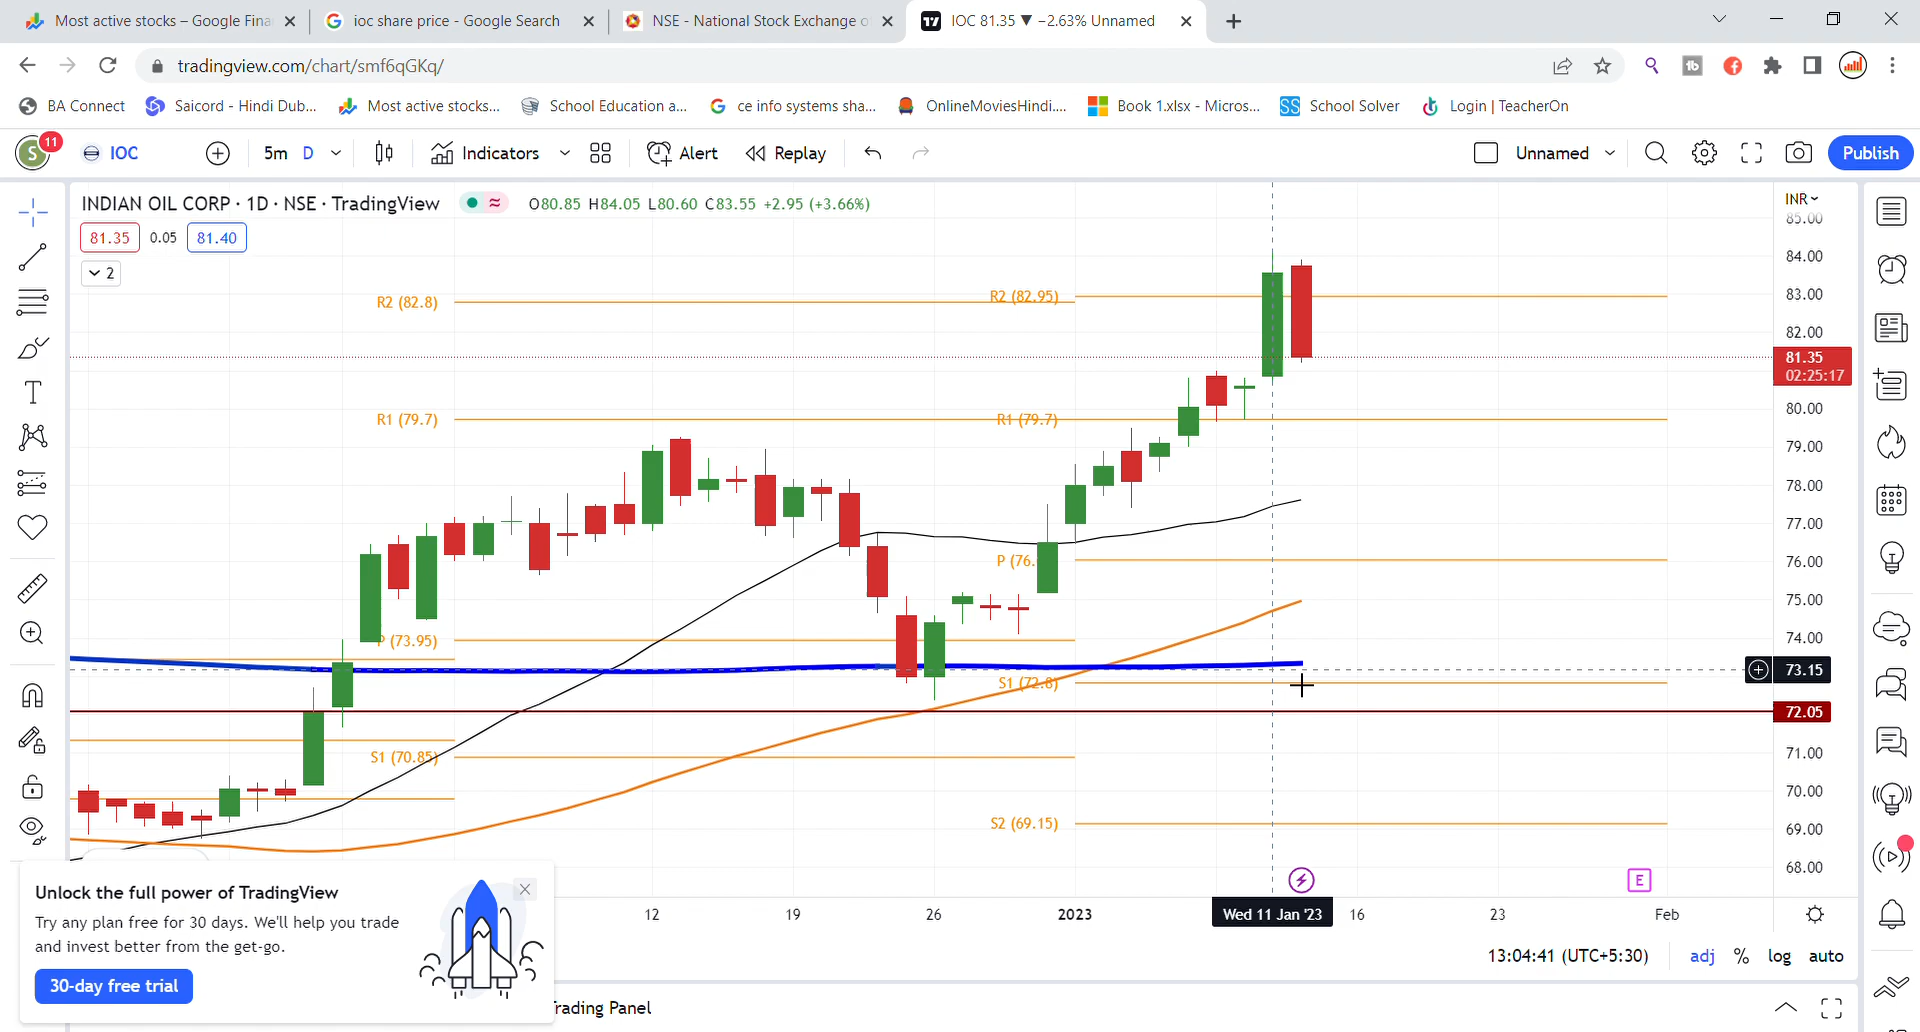 Most active stocks – Google Fina
ioc share price - Google Search
NSE - National Stock Exchange o
IOC 81.35 ▼ −2.63% Unnamed
tradingview.com/chart/smf6qGKq/
BA Connect
Saicord - Hindi Dub...
Most active stocks...
School Education a...
ce info systems sha...
OnlineMoviesHindi....
Book 1.xlsx - Micros...
SS School Solver
Login | TeacherOn
S 11
IOC
5m D
Indicators
Alert
Replay
Unnamed
Publish
INDIAN OIL CORP · 1D · NSE · TradingView
O80.85 H84.05 L80.60 C83.55 +2.95 (+3.66%)
INR
81.35 0.05 81.40
2
85.00
84.00
83.00
82.00
81.35
02:25:17
80.00
79.00
78.00
77.00
76.00
75.00
74.00
73.15
72.05
71.00
70.00
69.00
68.00
R2 (82.8)
R2 (82.95)
R1 (79.7)
R1 (79.7)
P (76.
P (73.95)
S1 (72.8)
S1 (70.85)
S2 (69.15)
E
12
19
26
2023
Wed 11 Jan '23
16
23
Feb
Unlock the full power of TradingView
Try any plan free for 30 days. We'll help you trade
and invest better from the get-go.
30-day free trial
13:04:41 (UTC+5:30)
adj % log auto
Trading Panel